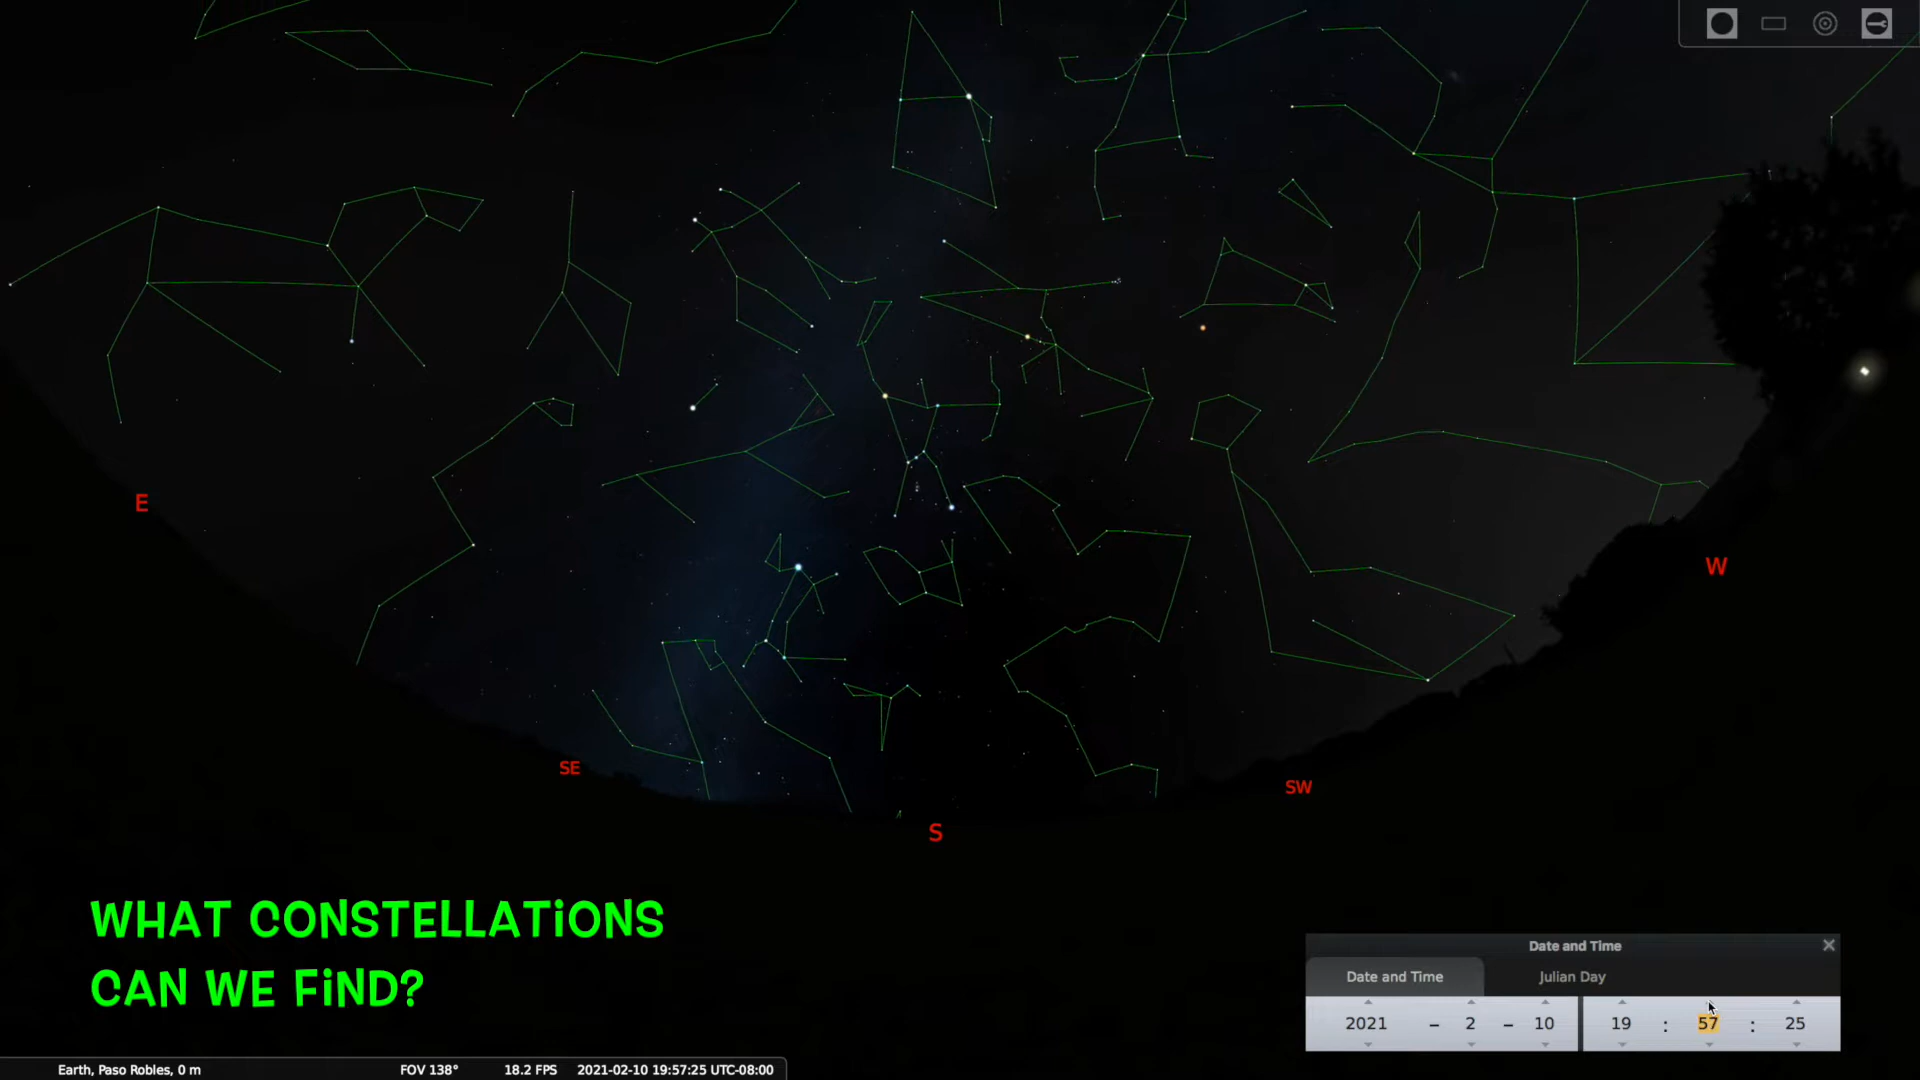 E
W
SE
SW
S
WHAT CONSTELLATIONS
CAN WE FIND?
Date and Time
Date and Time Julian Day
2021 - 2 - 10 19 : 57 : 25
Earth, Paso Robles, 0 m FOV 138° 18.2 FPS 2021-02-10 19:57:25 UTC-08:00